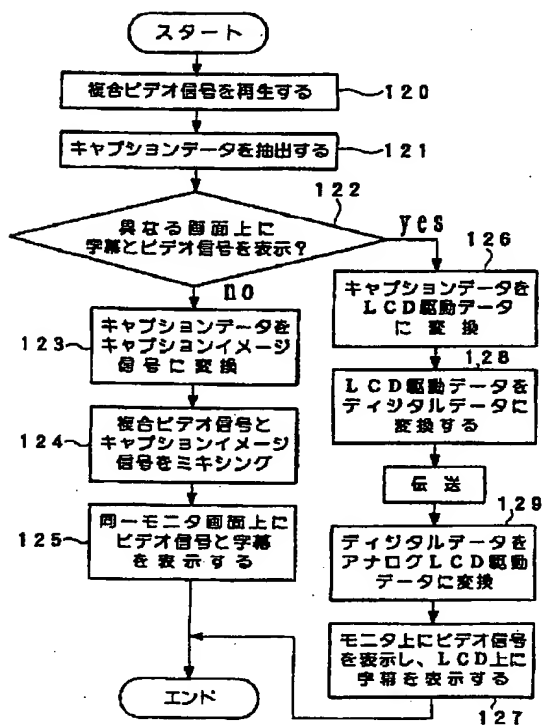 スタート
複合ビデオ信号を再生する
120
キャプションデータを抽出する
121
122
異なる画面上に
字幕とビデオ信号を表示?
yes
no
キャプションデータを
キャプションイメージ
信号に変換
123
複合ビデオ信号と
キャプションイメージ
信号をミキシング
124
同一モニタ画面上に
ビデオ信号と字幕
を表示する
125
エンド
126
キャプションデータを
LCD駆動データ
に変換
128
LCD駆動データを
ディジタルデータに
変換する
伝送
129
ディジタルデータを
アナログLCD駆動
データに変換
モニタ上にビデオ信号
を表示し、LCD上に
字幕を表示する
127